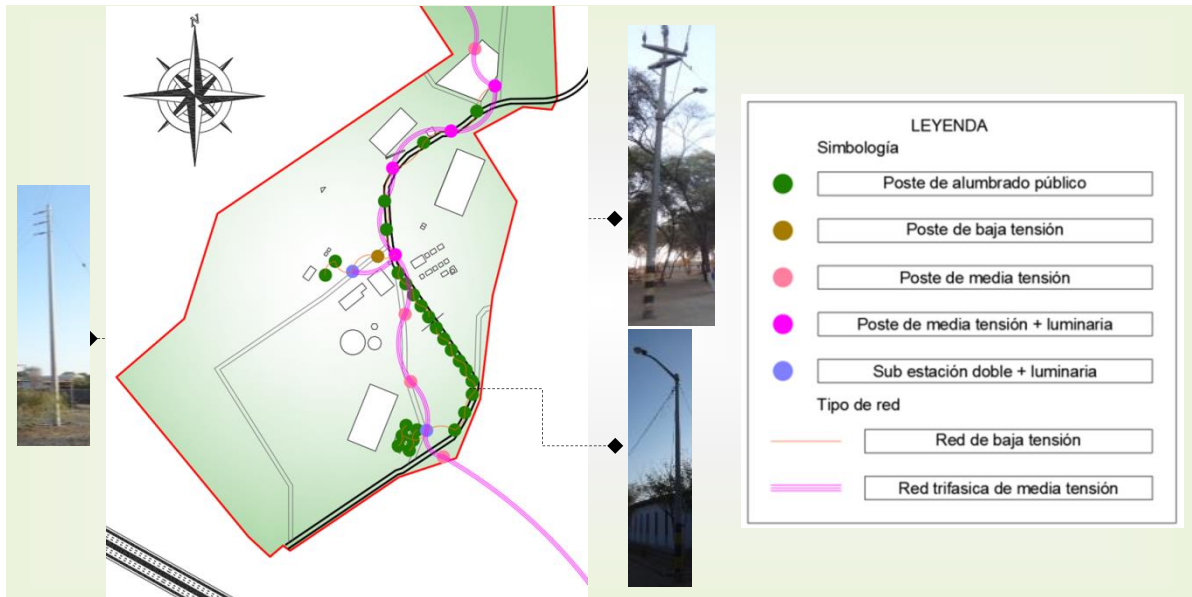 N
LEYENDA
Simbología
Poste de alumbrado público
Poste de baja tensión
Poste de media tensión
Poste de media tensión + luminaria
Sub estación doble + luminaria
Tipo de red
Red de baja tensión
Red trifasica de media tensión